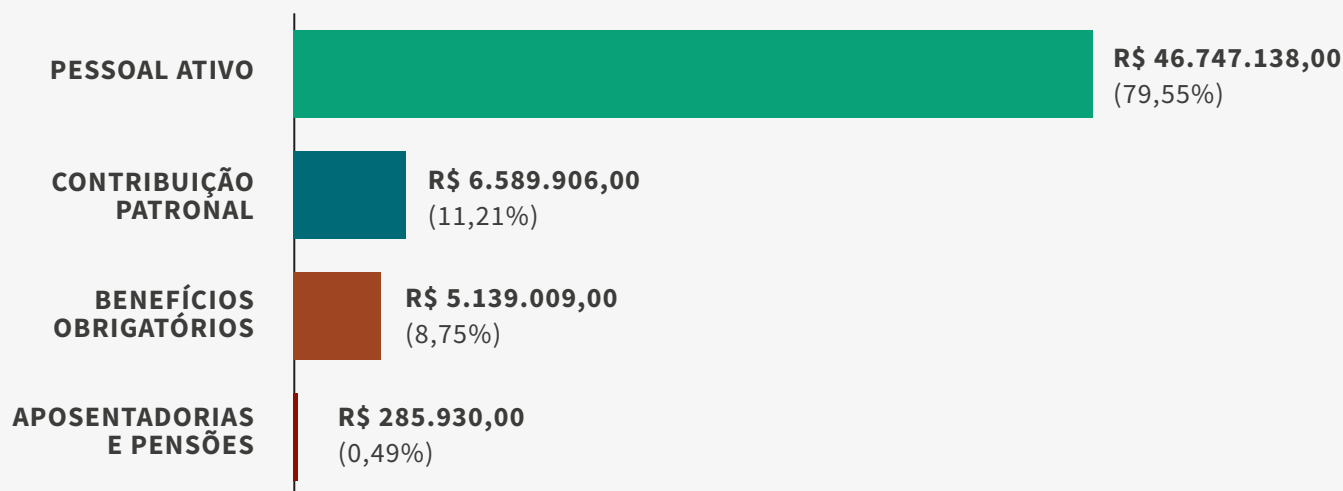 PESSOAL ATIVO
R$ 46.747.138,00
(79,55%)
CONTRIBUIÇÃO
PATRONAL
R$ 6.589.906,00
(11,21%)
BENEFÍCIOS
OBRIGATÓRIOS
R$ 5.139.009,00
(8,75%)
APOSENTADORIAS
E PENSÕES
R$ 285.930,00
(0,49%)